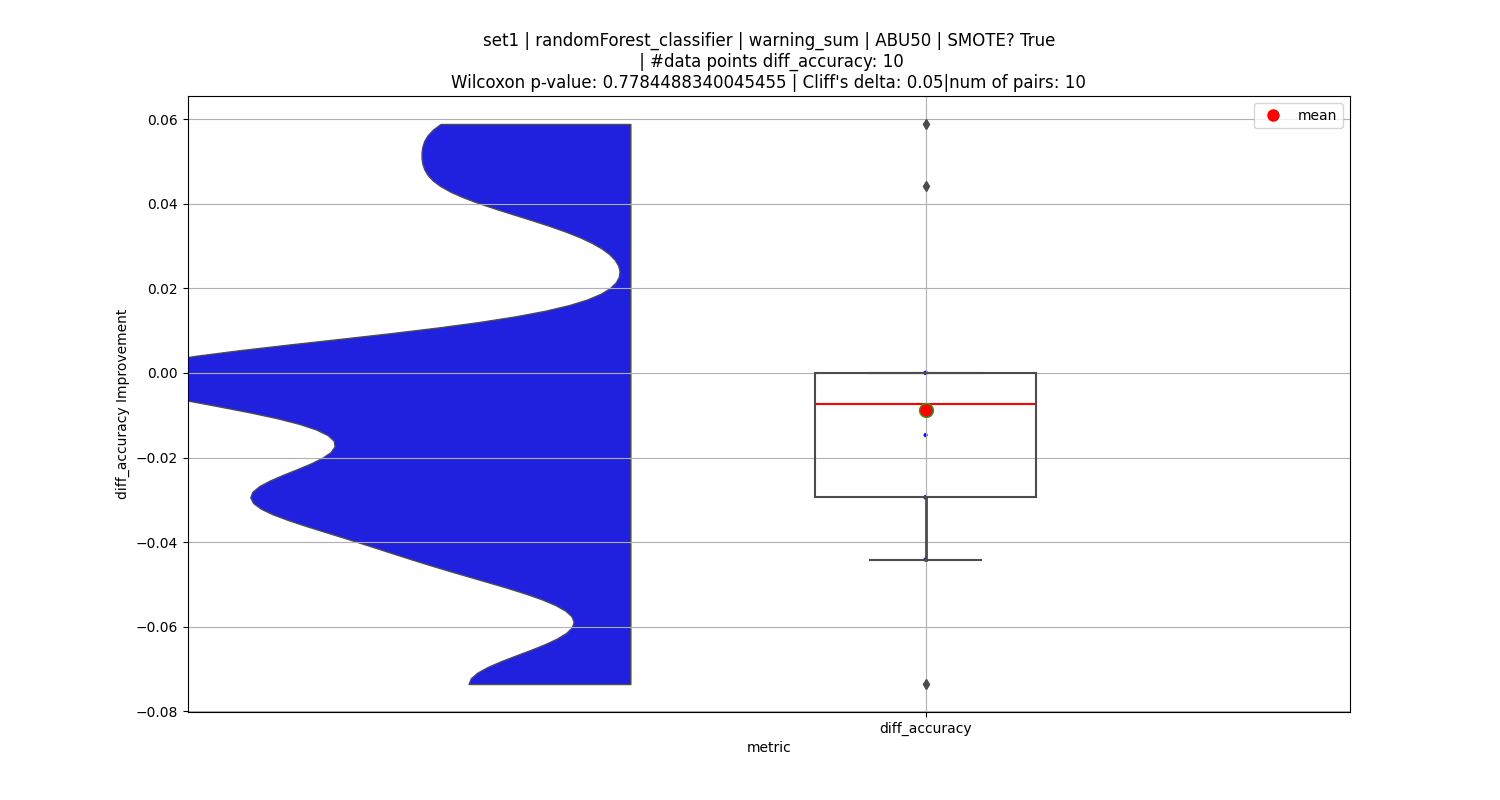 set1 | randomForest_classifier | warning_sum | ABU50 | SMOTE? True
| #data points diff_accuracy: 10
Wilcoxon p-value: 0.7784488340045455 | Cliff's delta: 0.05|num of pairs: 10
mean
0.06
0.04
0.02
0.00
−0.02
−0.04
−0.06
−0.08
diff_accuracy Improvement
diff_accuracy
metric